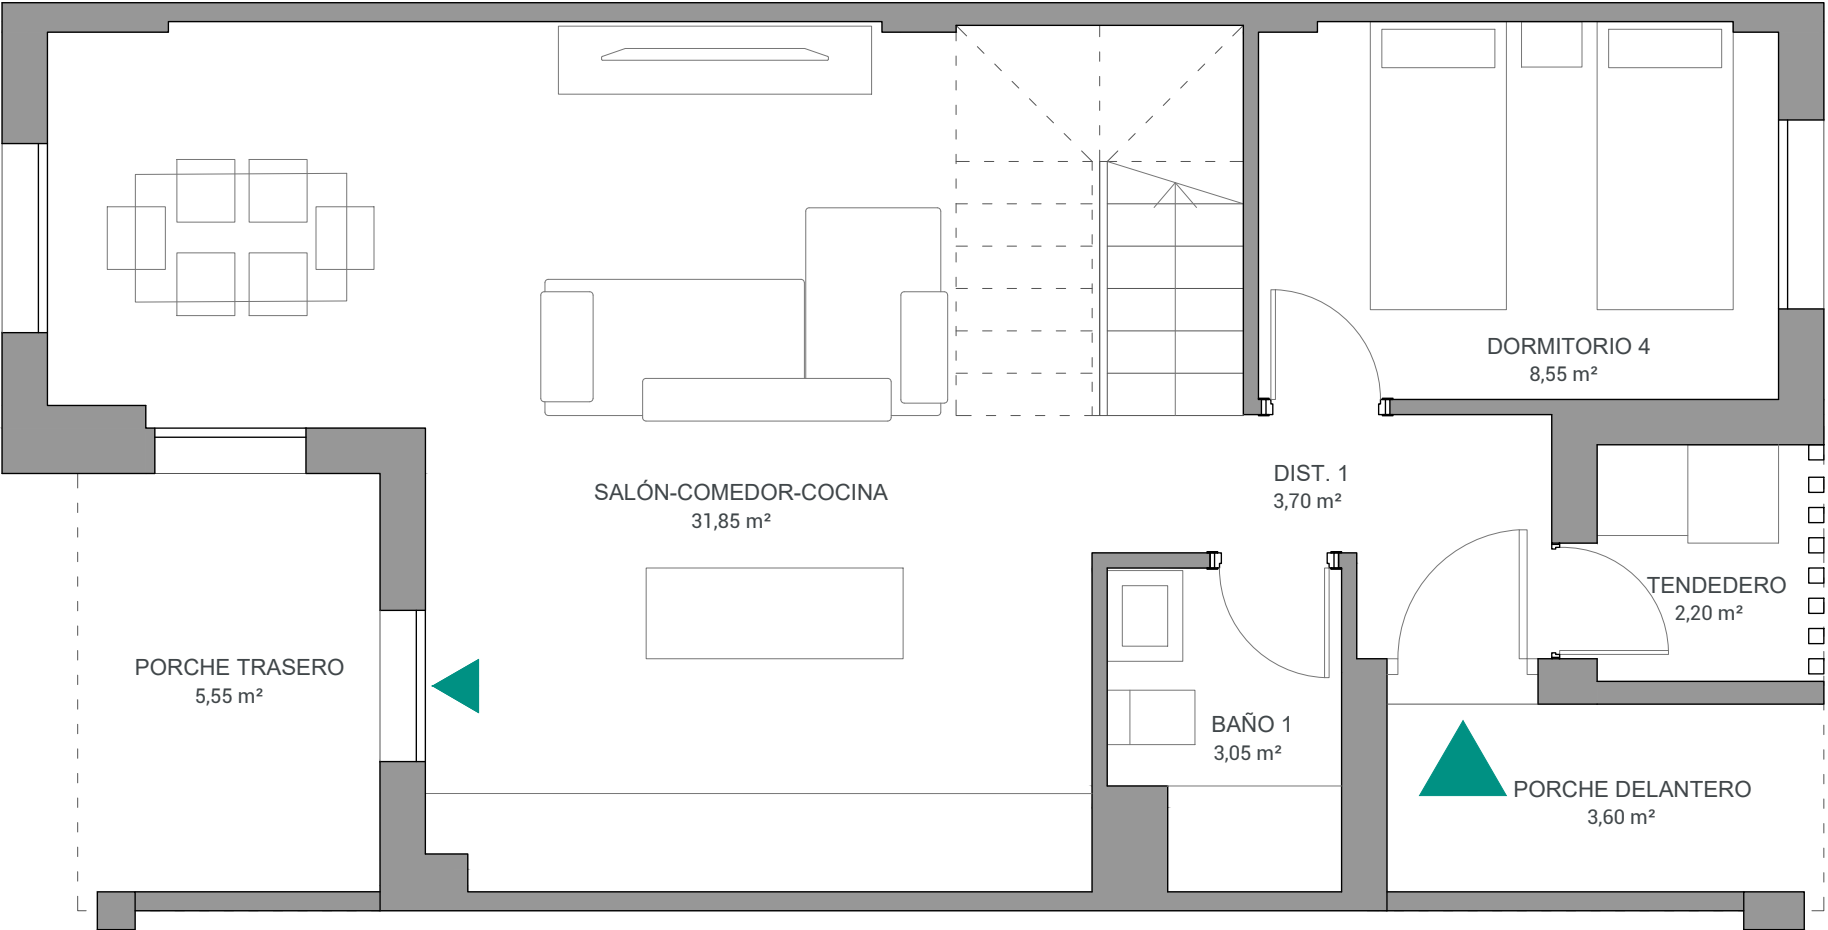 DORMITORIO 4
8,55 m²
SALÓN-COMEDOR-COCINA
31,85 m²
DIST. 1
3,70 m²
TENDEDERO
2,20 m²
PORCHE TRASERO
5,55 m²
BAÑO 1
3,05 m²
PORCHE DELANTERO
3,60 m²